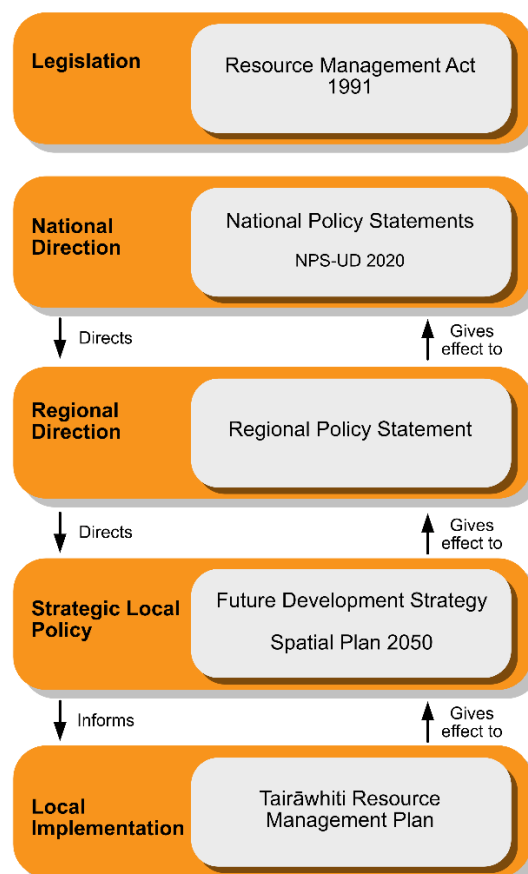 Legislation
Resource Management Act
1991
National
Direction
National Policy Statements
NPS-UD 2020
Directs
Gives
effect to
Regional
Direction
Regional Policy Statement
Directs
Gives
effect to
Strategic Local
Policy
Future Development Strategy
Spatial Plan 2050
Informs
Gives
effect to
Local
Implementation
Tairāwhiti Resource
Management Plan